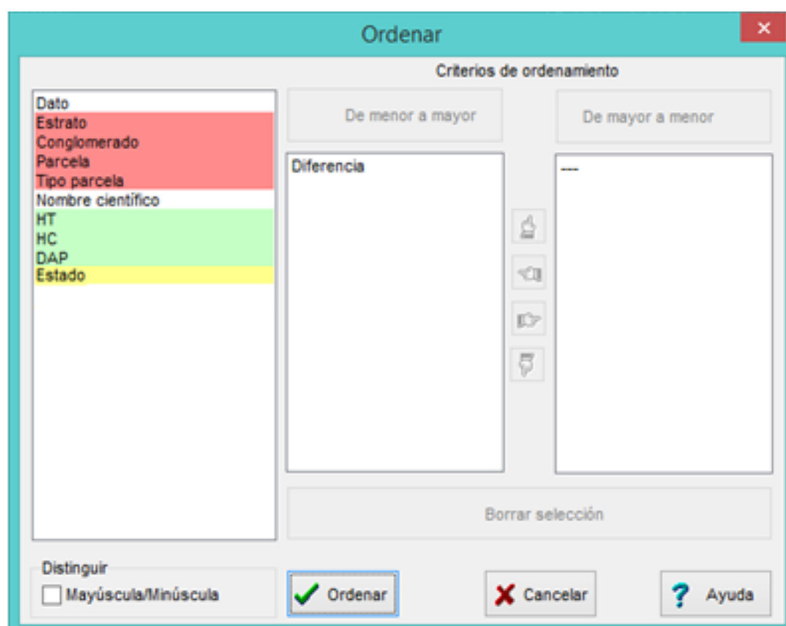 Ordenar
Criterios de ordenamiento
Dato
Estrato
Conglomerado
Parcela
Tipo parcela
Nombre científico
HT
HC
DAP
Estado
De menor a mayor
De mayor a menor
Diferencia
---
Borrar selección
Distinguir
Mayúscula/Minúscula
Ordenar
Cancelar
? Ayuda